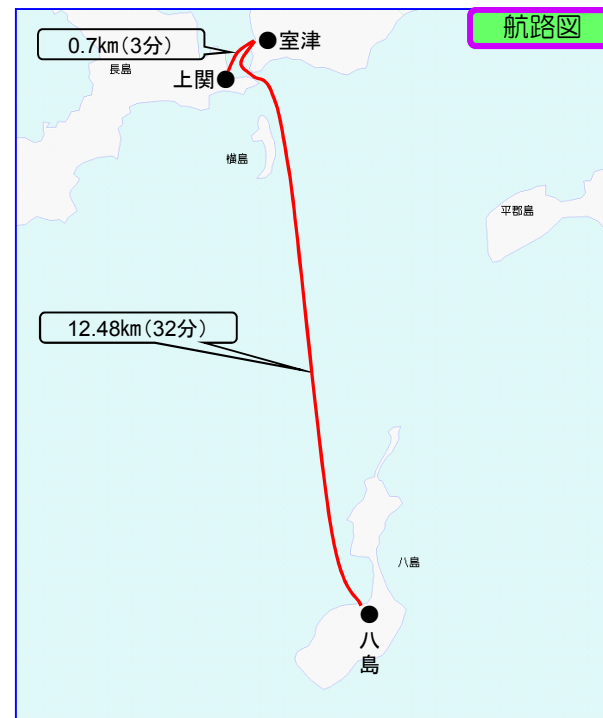 航路図
0.7㎞（3分）
室津
長島
上関
横島
平郡島
12.48㎞（32分）
八島
八
島